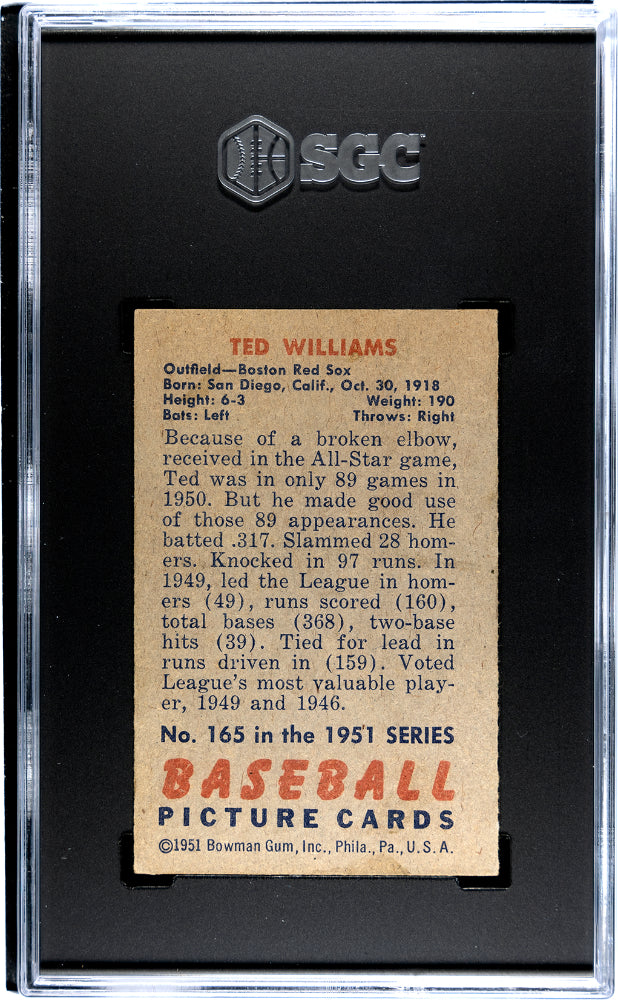 SGC
TED WILLIAMS
Outfield—Boston Red Sox
Born: San Diego, Calif., Oct. 30, 1918
Height: 6-3 Weight: 190
Bats: Left Throws: Right
Because of a broken elbow,
received in the All-Star game,
Ted was in only 89 games in
1950. But he made good use
of those 89 appearances. He
batted .317. Slammed 28 hom-
ers. Knocked in 97 runs. In
1949, led the League in hom-
ers (49), runs scored (160),
total bases (368), two-base
hits (39). Tied for lead in
runs driven in (159). Voted
League's most valuable play-
er, 1949 and 1946.
No. 165 in the 1951 SERIES
BASEBALL
PICTURE CARDS
©1951 Bowman Gum, Inc., Phila., Pa., U. S. A.